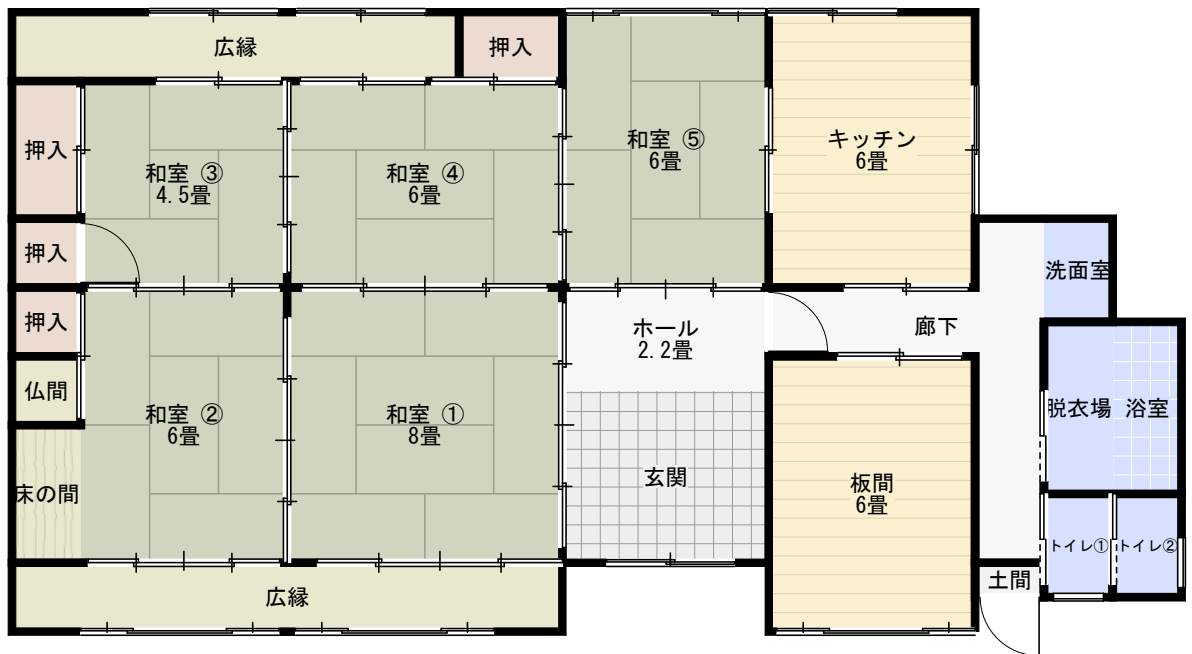 広縁
押入
押入
和室 ③
4.5畳
和室 ④
6畳
和室 ⑤
6畳
キッチン
6畳
押入
洗面室
押入
ホール
2.2畳
廊下
仏間
和室 ②
6畳
和室 ①
8畳
脱衣場
浴室
床の間
玄関
板間
6畳
トイレ①
トイレ②
土間
広縁